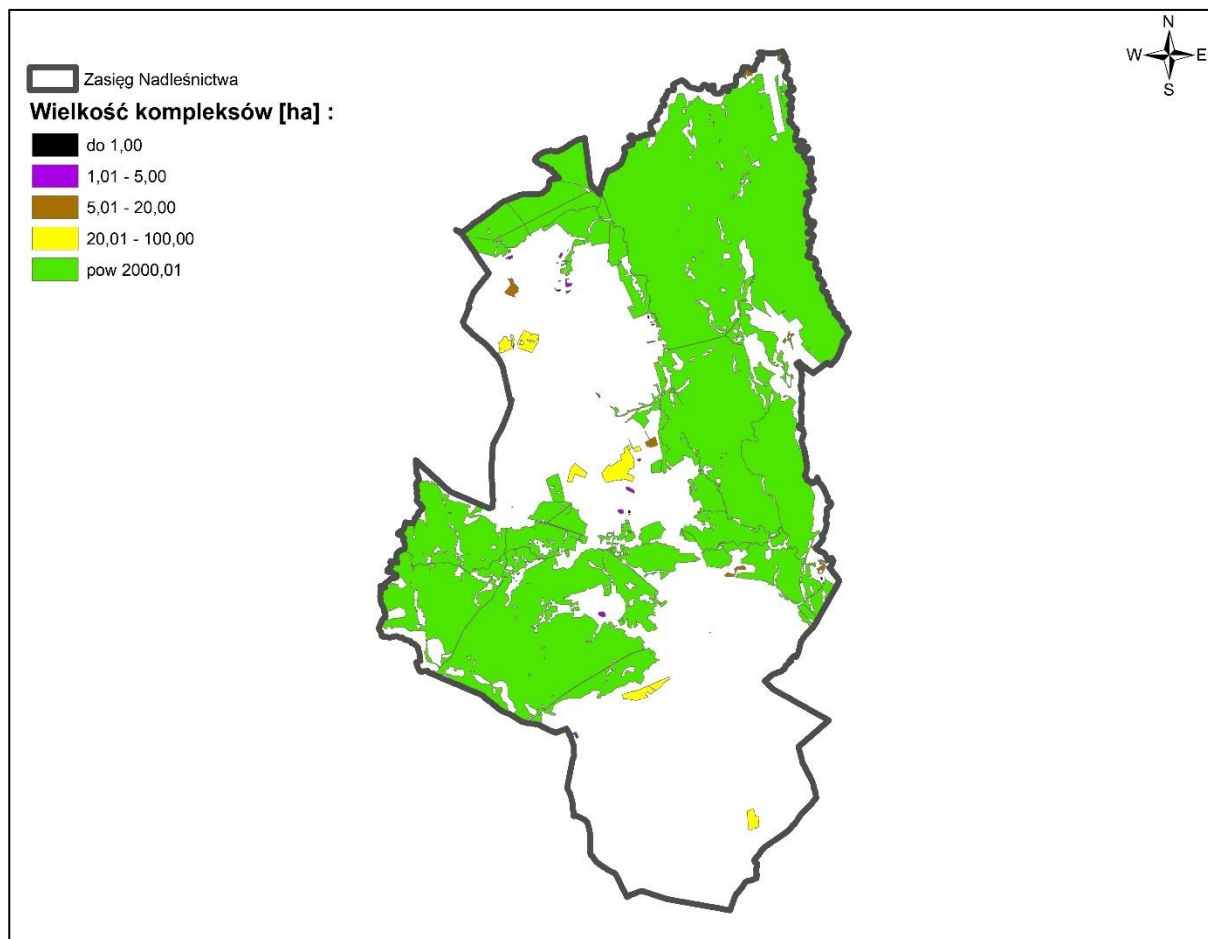 N
W E
S
Zasięg Nadleśnictwa
Wielkość kompleksów [ha] :
do 1,00
1,01 - 5,00
5,01 - 20,00
20,01 - 100,00
pow 2000,01